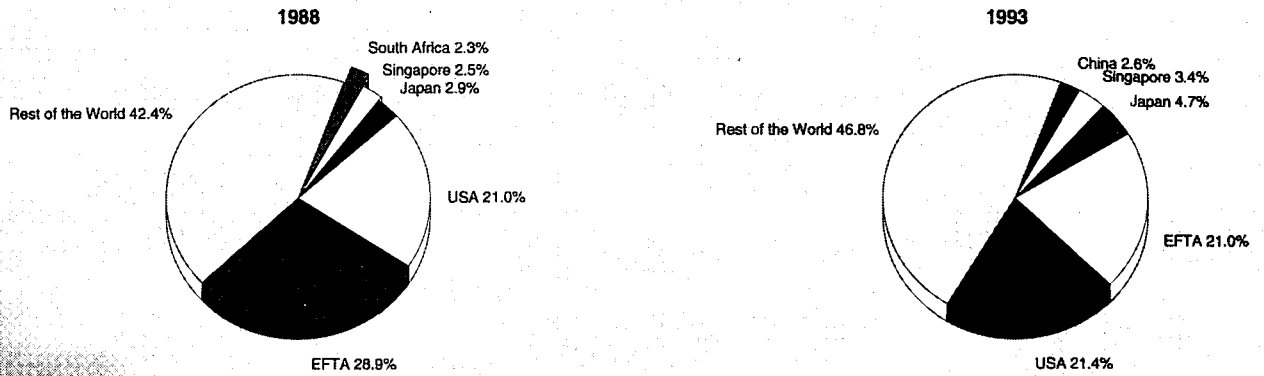 1988
South Africa 2.3%
Singapore 2.5%
Japan 2.9%
Rest of the World 42.4%
USA 21.0%
EFTA 28.9%
1993
China 2.6%
Singapore 3.4%
Japan 4.7%
Rest of the World 46.8%
EFTA 21.0%
USA 21.4%